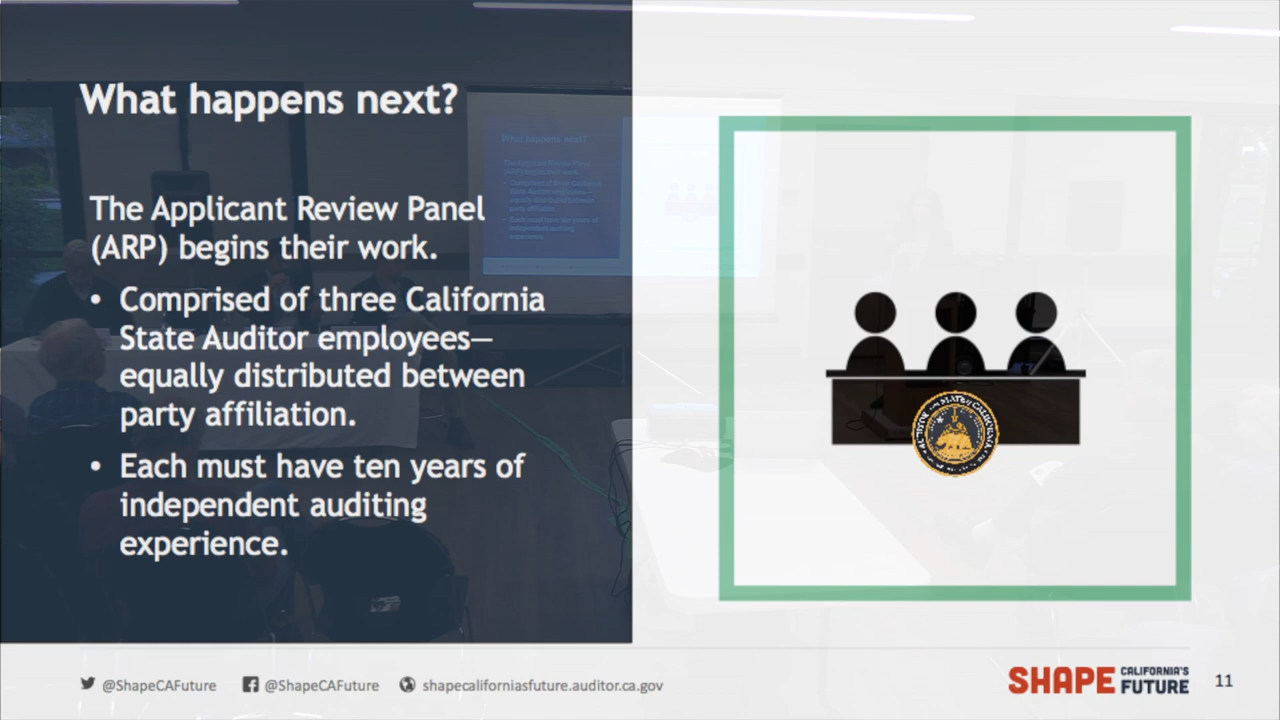 What happens next?
The Applicant Review Panel
(ARP) begins their work.
• Comprised of three California
State Auditor employees—
equally distributed between
party affiliation.
• Each must have ten years of
independent auditing
experience.
@ShapeCAFuture
@ShapeCAFuture
shapecaliforniasfuture.auditor.ca.gov
SHAPE CALIFORNIA'S
FUTURE
11